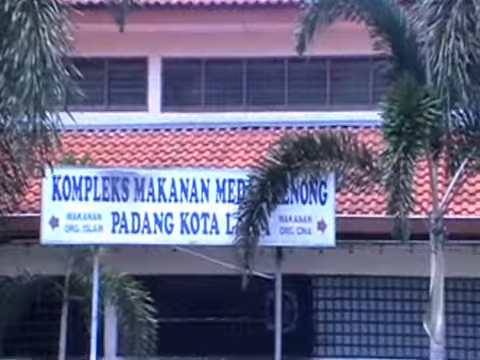 KOMPLEKS MAKANAN
MAKANAN ORG. ISLAM
PADANG KOTA
MAKANAN ORG. CINA